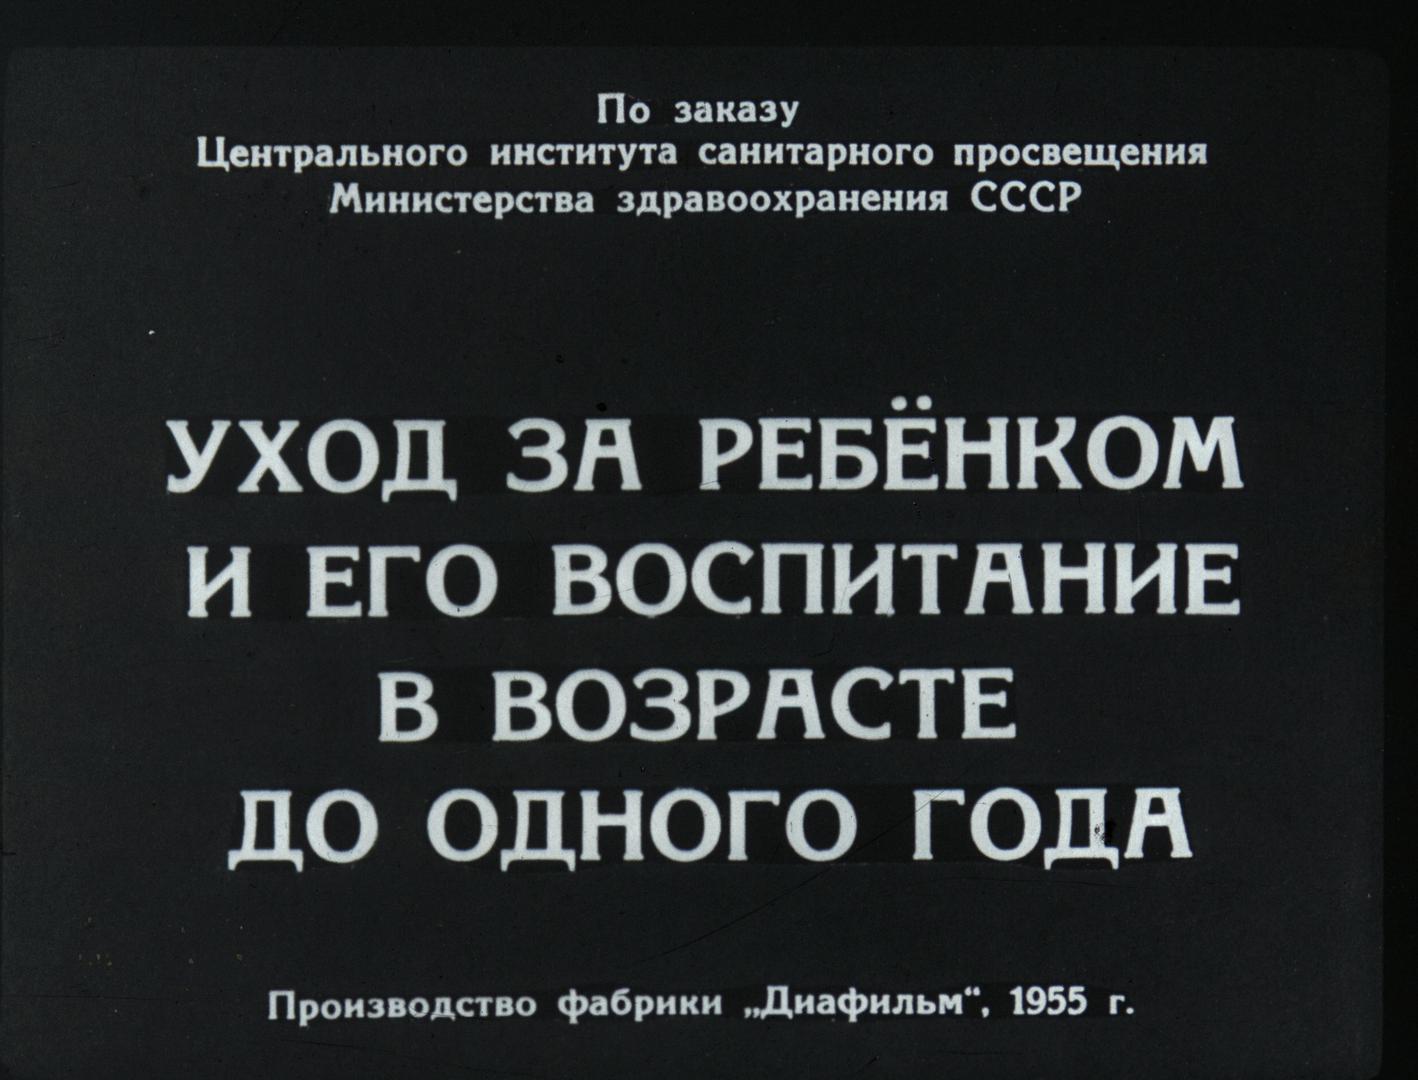 По заказу
Центрального института санитарного просвещения
Министерства здравоохранения СССР
УХОД ЗА РЕБЁНКОМ
И ЕГО ВОСПИТАНИЕ
В ВОЗРАСТЕ
ДО ОДНОГО ГОДА
Производство фабрики „Диафильм“, 1955 г.